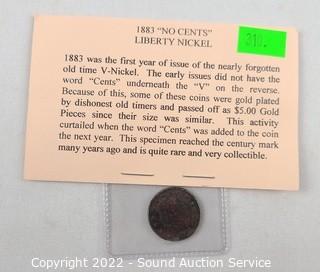 1883 "NO CENTS"
LIBERTY NICKEL
310.
1883 was the first year of issue of the nearly forgotten
old time V-Nickel. The early issues did not have the
word "Cents" underneath the "V" on the reverse.
Because of this, some of these coins were gold plated
by dishonest old timers and passed off as $5.00 Gold
Pieces since their size was similar. This activity
curtailed when the word "Cents" was added to the coin
the next year. This specimen reached the century mark
many years ago and is quite rare and very collectible.
Copyright 2022 - Sound Auction Service